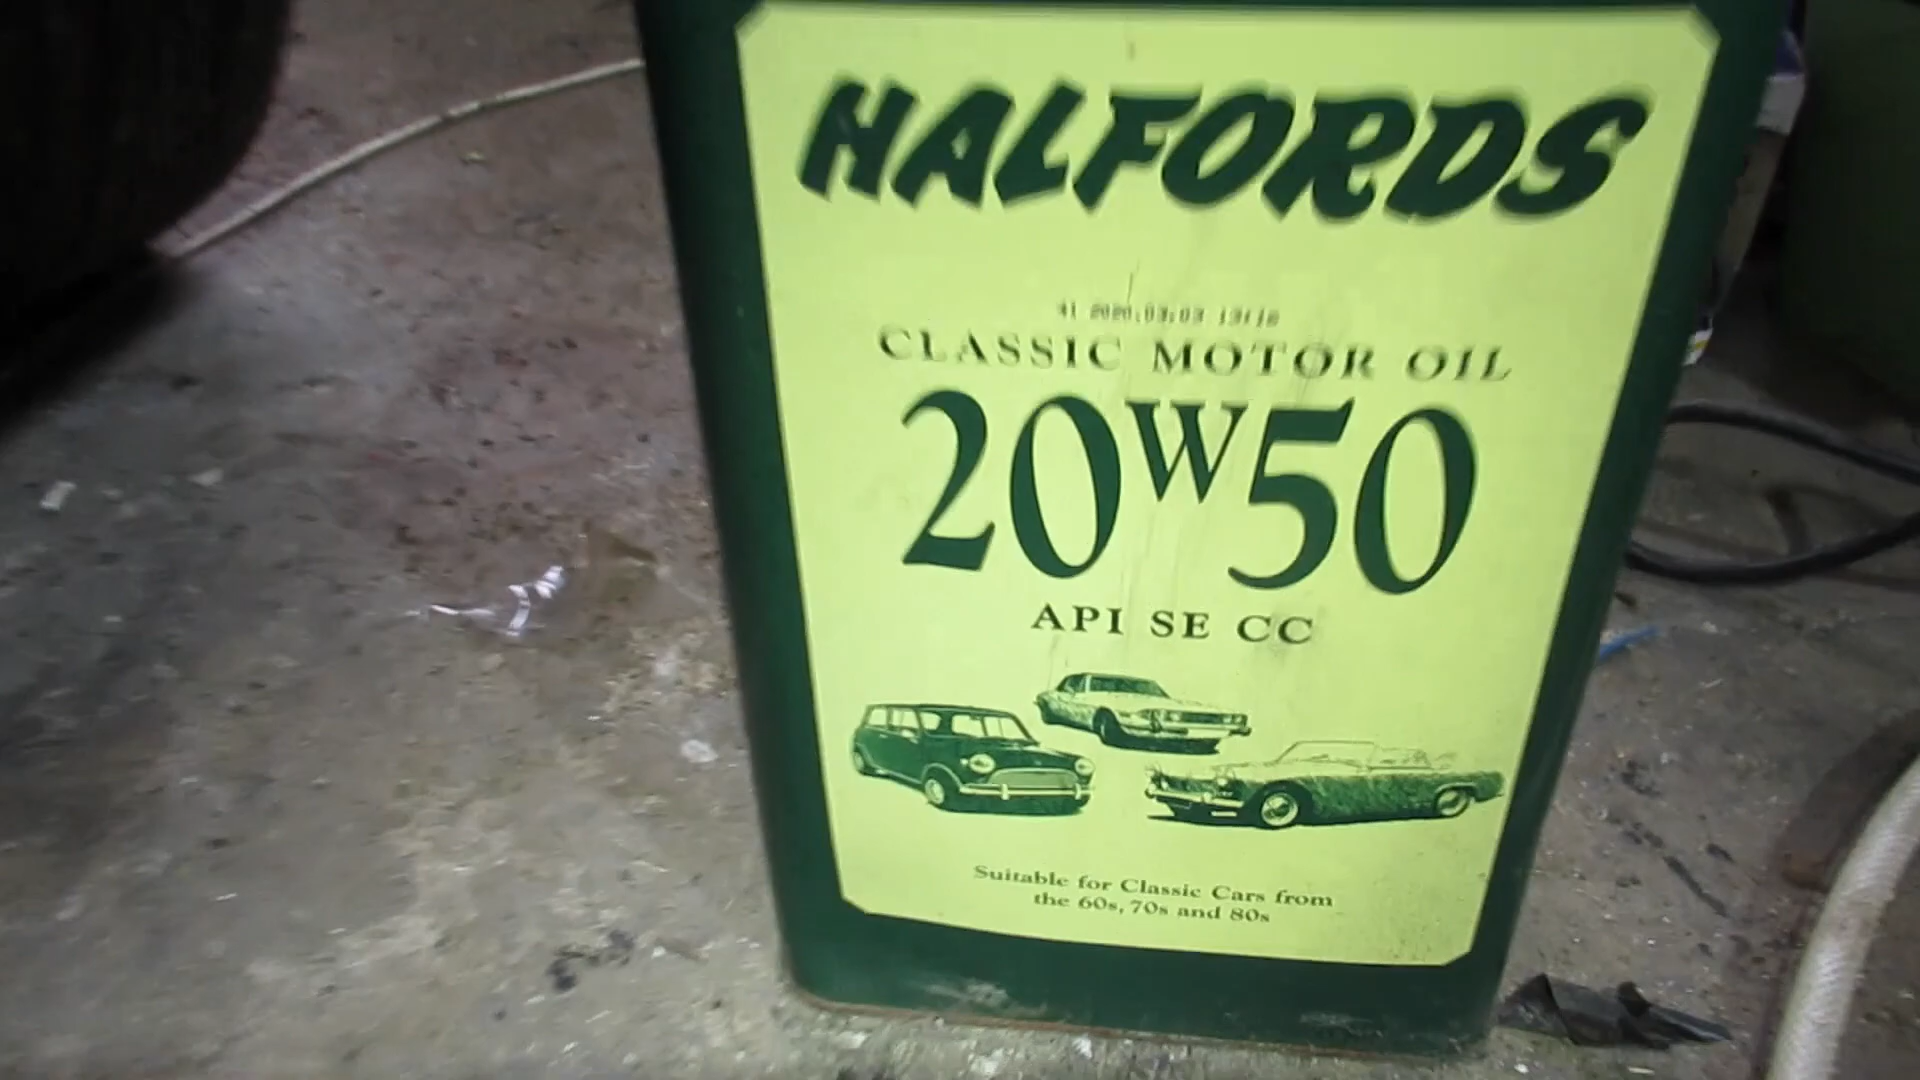 HALFORDS
CLASSIC MOTOR OIL
20W50
API SE CC
Suitable for Classic Cars from
the 60s, 70s and 80s